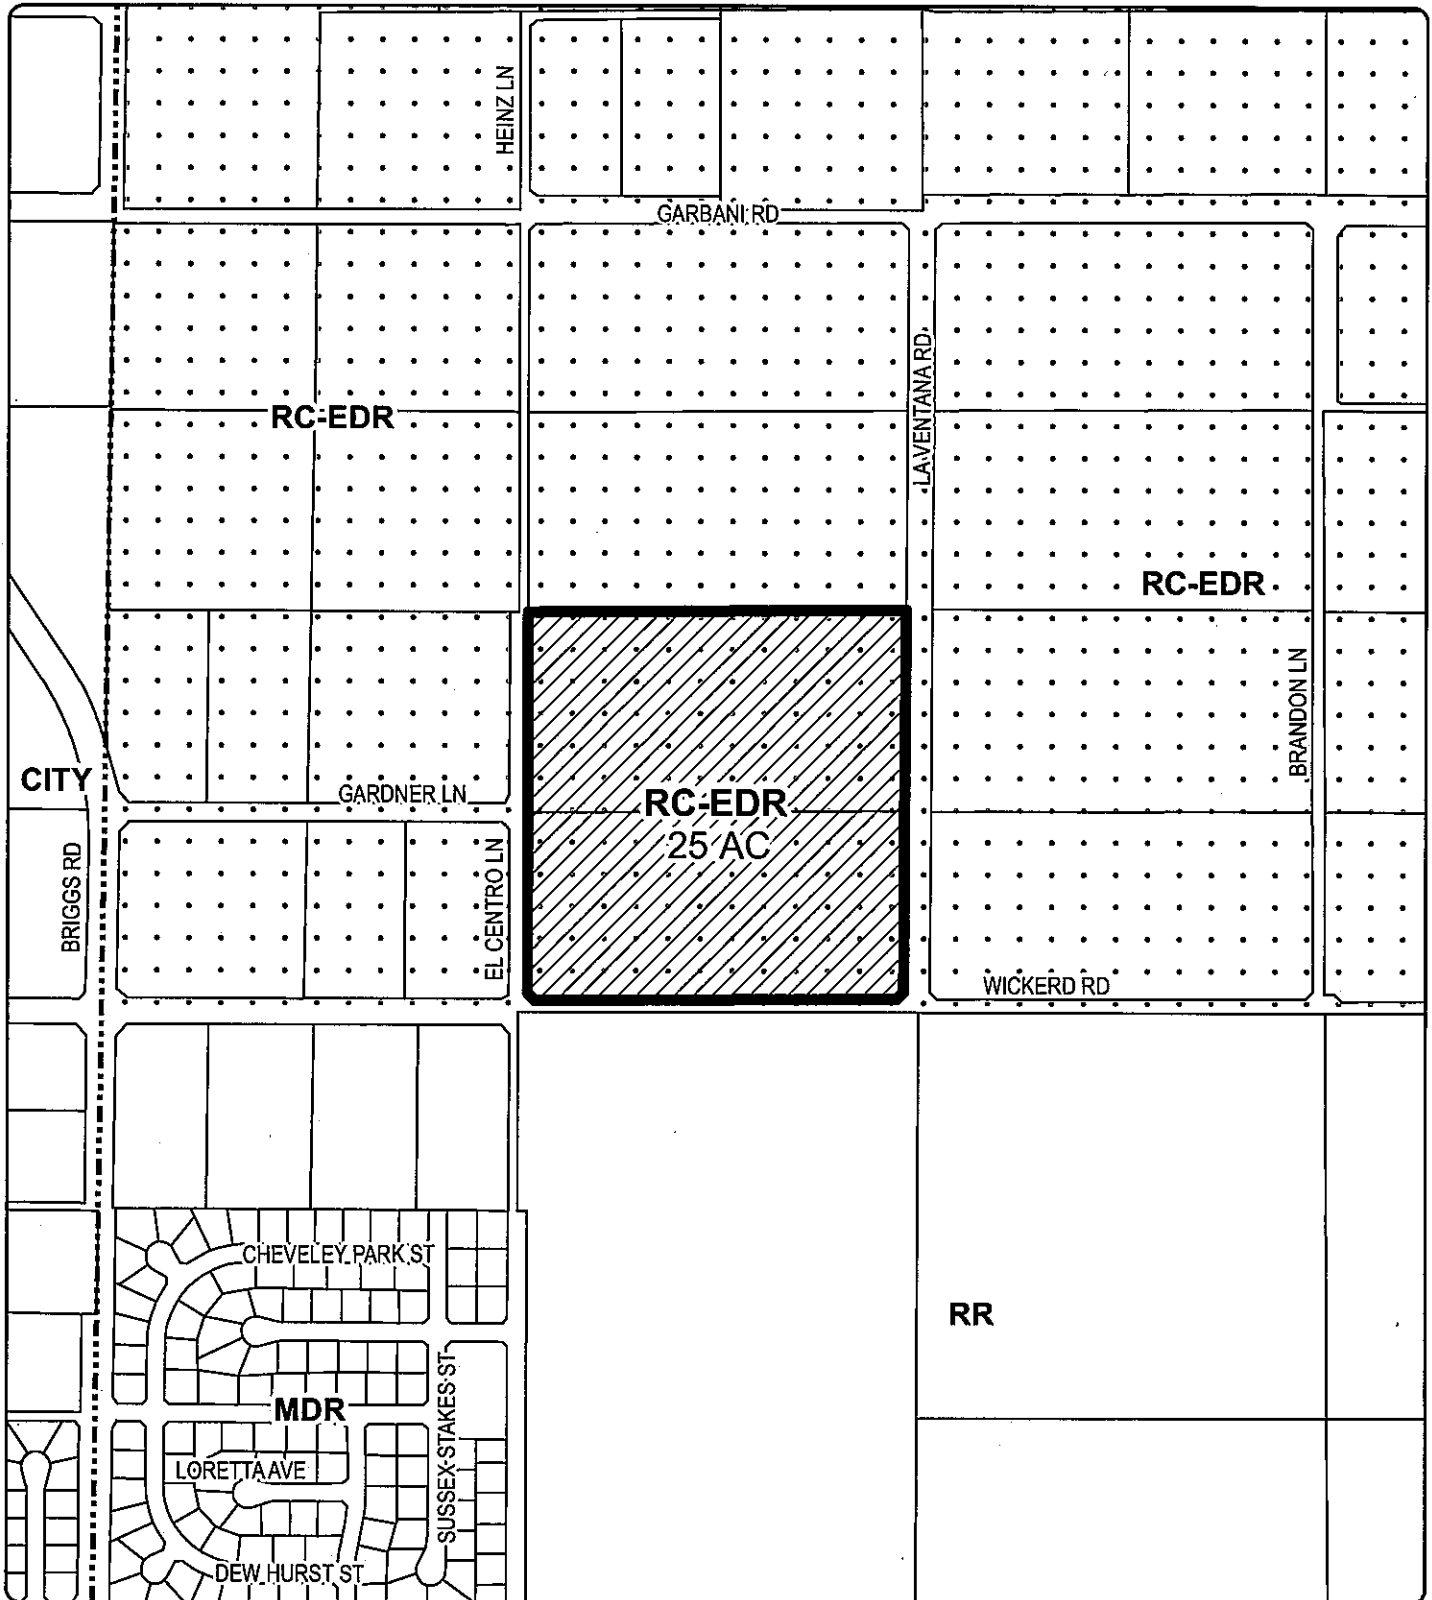 HEINZ LN
GARBANI RD
LA VENTANA RD
RC-EDR
RC-EDR
BRANDON LN
CITY
GARDNER LN
RC-EDR
25 AC
BRIGGS RD
EL CENTRO LN
WICKERD RD
CHEVELEY PARK ST
RR
SUSSEX STAKES ST
MDR
LORETTA AVE
DEW HURST ST